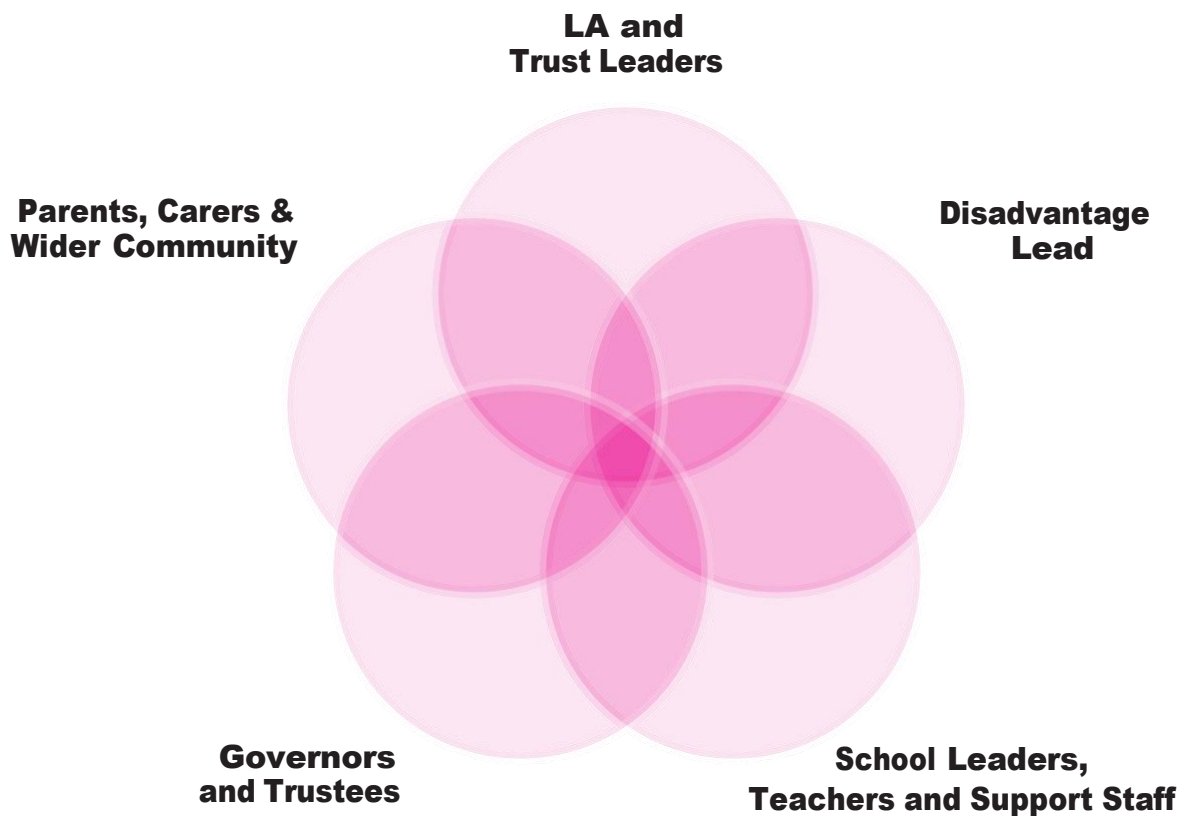 LA and
Trust Leaders
Parents, Carers &
Wider Community
Disadvantage
Lead
Governors
and Trustees
School Leaders,
Teachers and Support Staff